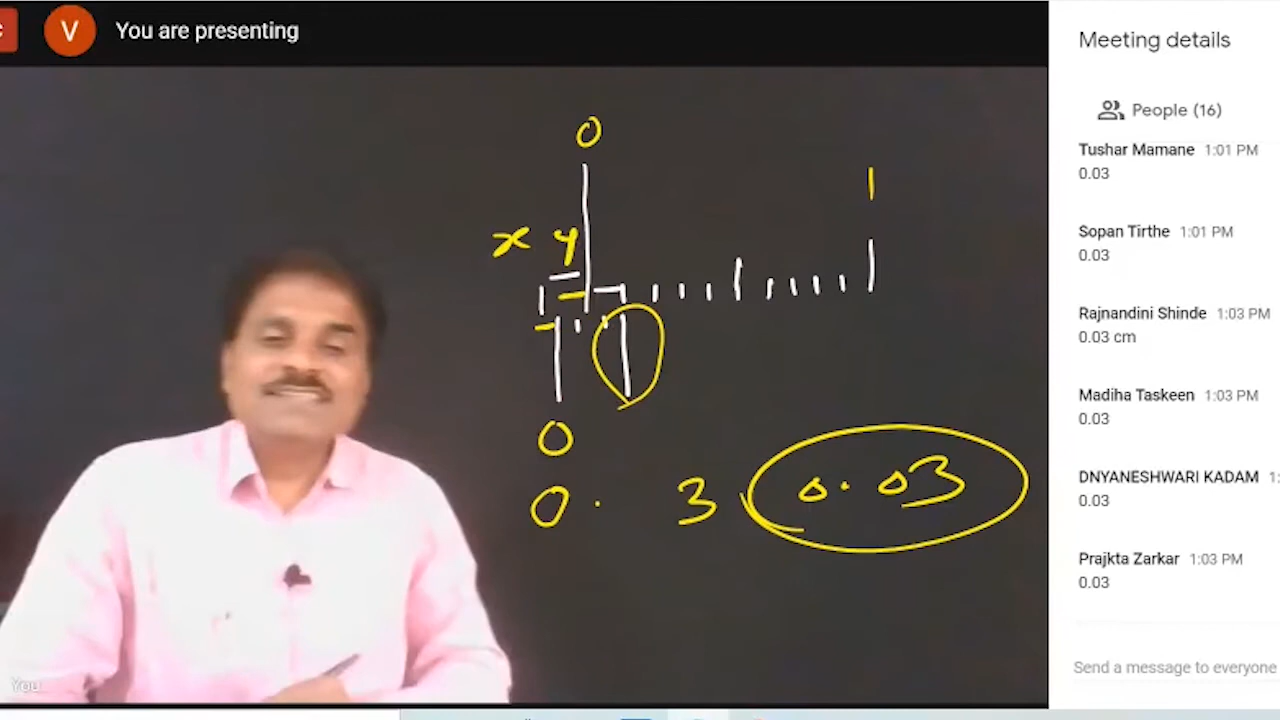 V You are presenting
0
1
x y
0
0. 3 0.03
You
Meeting details
People (16)
Tushar Mamane 1:01 PM
0.03
Sopan Tirthe 1:01 PM
0.03
Rajnandini Shinde 1:03 PM
0.03 cm
Madiha Taskeen 1:03 PM
0.03
DNYANESHWARI KADAM 1:
0.03
Prajkta Zarkar 1:03 PM
0.03
Send a message to everyone